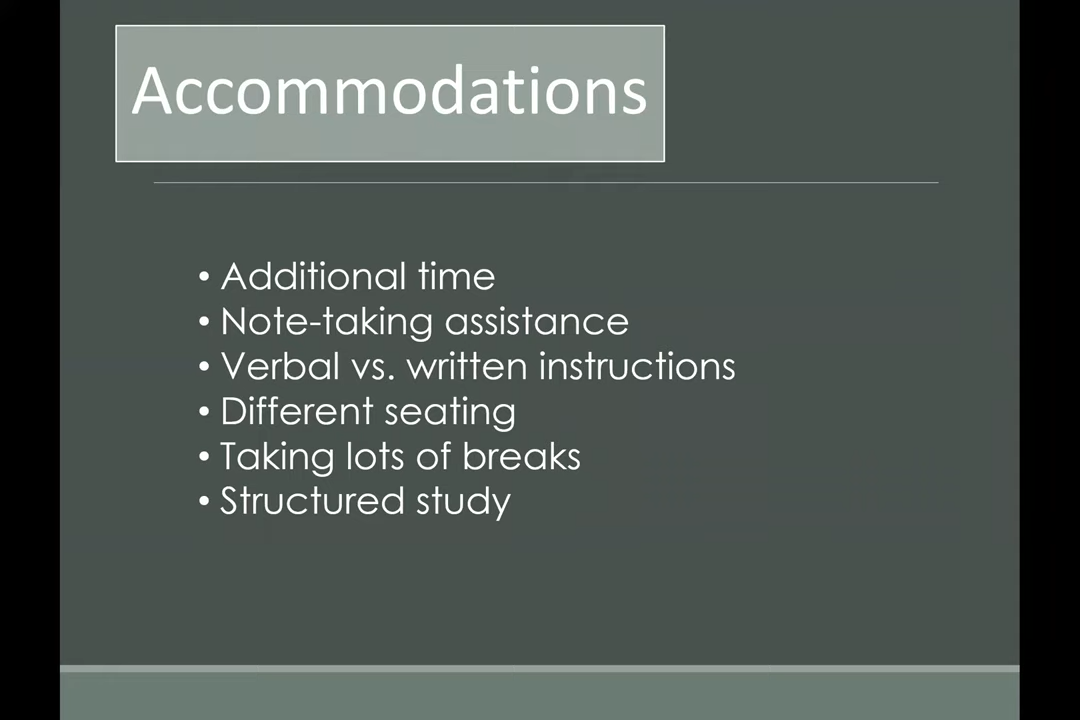 Accommodations
• Additional time
• Note-taking assistance
• Verbal vs. written instructions
• Different seating
• Taking lots of breaks
• Structured study